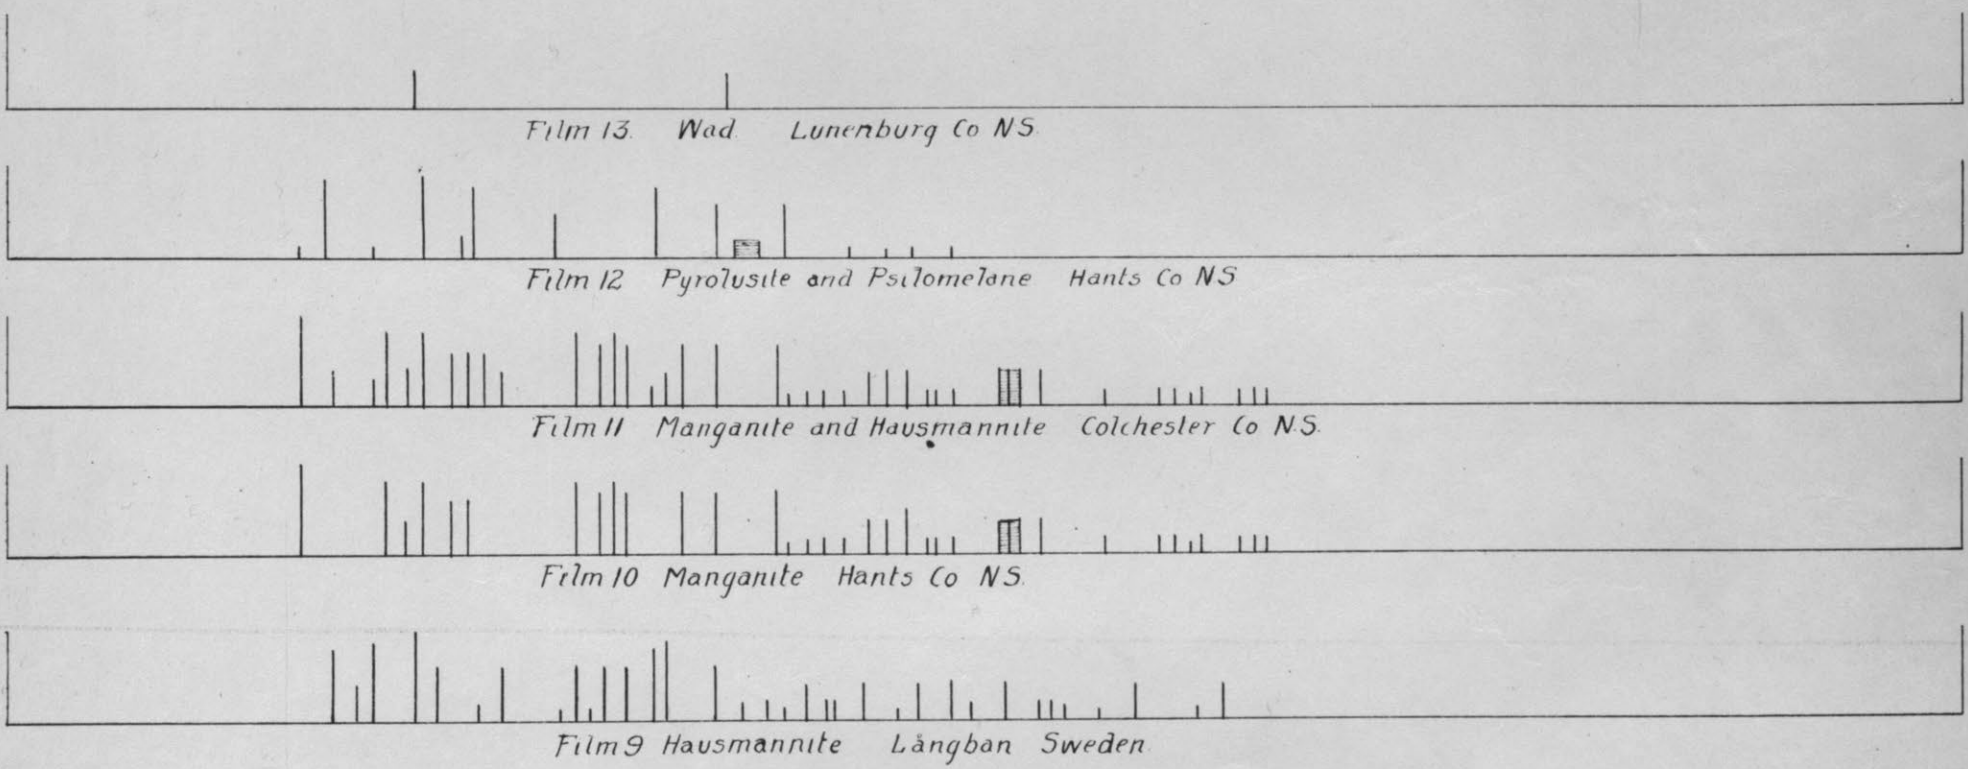 Film 13. Wad. Lunenburg Co NS.
Film 12 Pyrolusite and Psilomelane Hants Co NS
Film 11 Manganite and Hausmannite Colchester Co N.S.
Film 10 Manganite Hants Co NS.
Film 9 Hausmannite Långban Sweden